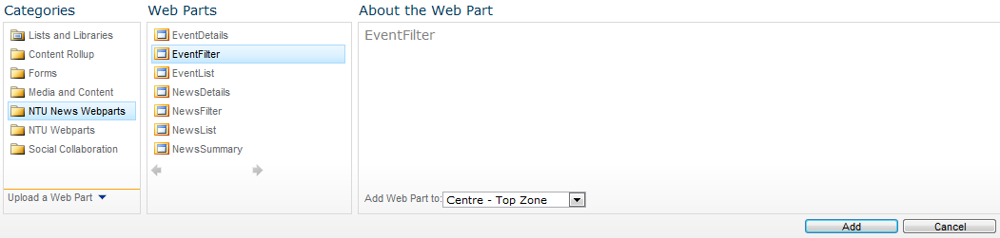 Categories
Lists and Libraries
Content Rollup
Forms
Media and Content
NTU News Webparts
NTU Webparts
Social Collaboration
Upload a Web Part
Web Parts
EventDetails
EventFilter
EventList
NewsDetails
NewsFilter
NewsList
NewsSummary
About the Web Part
EventFilter
Add Web Part to: Centre - Top Zone
Add Cancel